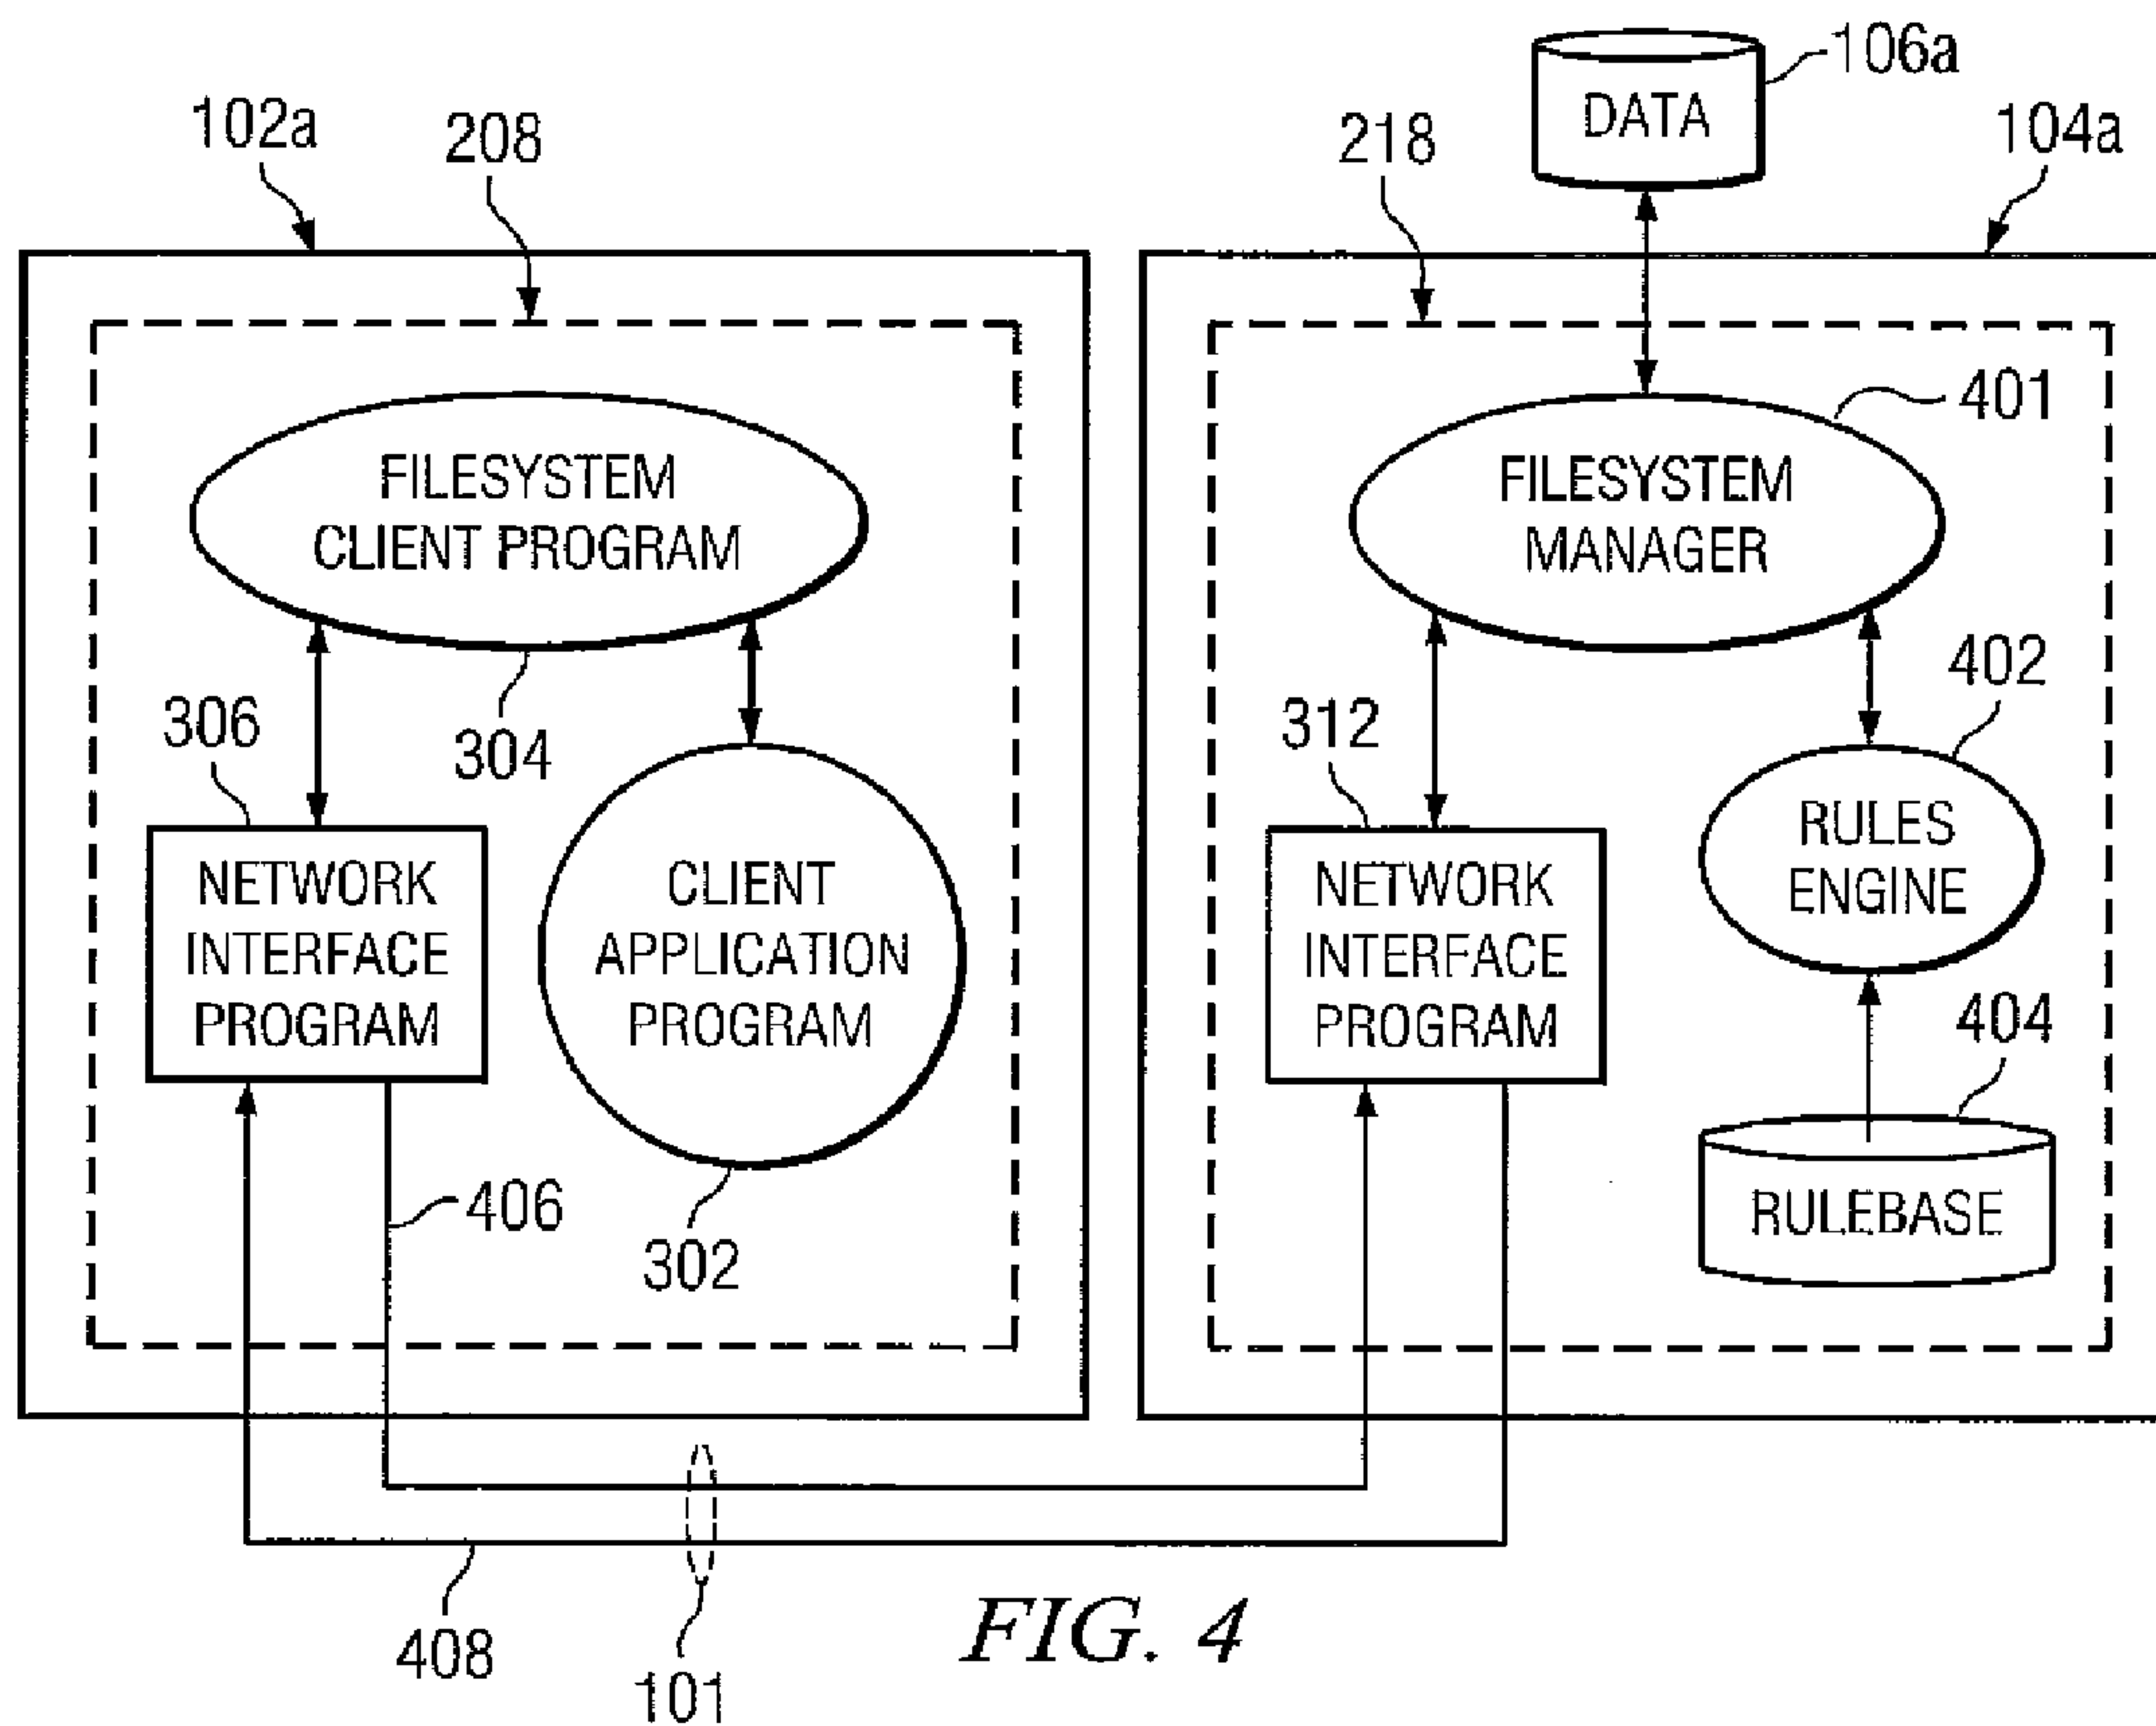 106a
DATA
102a
208
218
104a
401
FILESYSTEM
CLIENT PROGRAM
FILESYSTEM
MANAGER
402
306
304
312
RULES
ENGINE
NETWORK
INTERFACE
PROGRAM
CLIENT
APPLICATION
PROGRAM
NETWORK
INTERFACE
PROGRAM
404
406
302
RULEBASE
408
101
FIG. 4